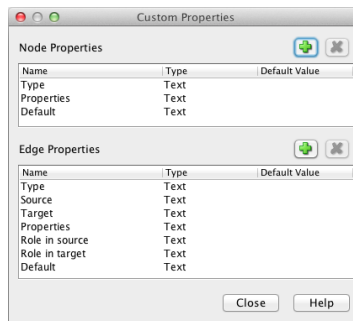 Custom Properties
Node Properties
Name Type Default Value
Type Text
Properties Text
Default Text
Edge Properties
Name Type Default Value
Type Text
Source Text
Target Text
Properties Text
Role in source Text
Role in target Text
Default Text
Close Help